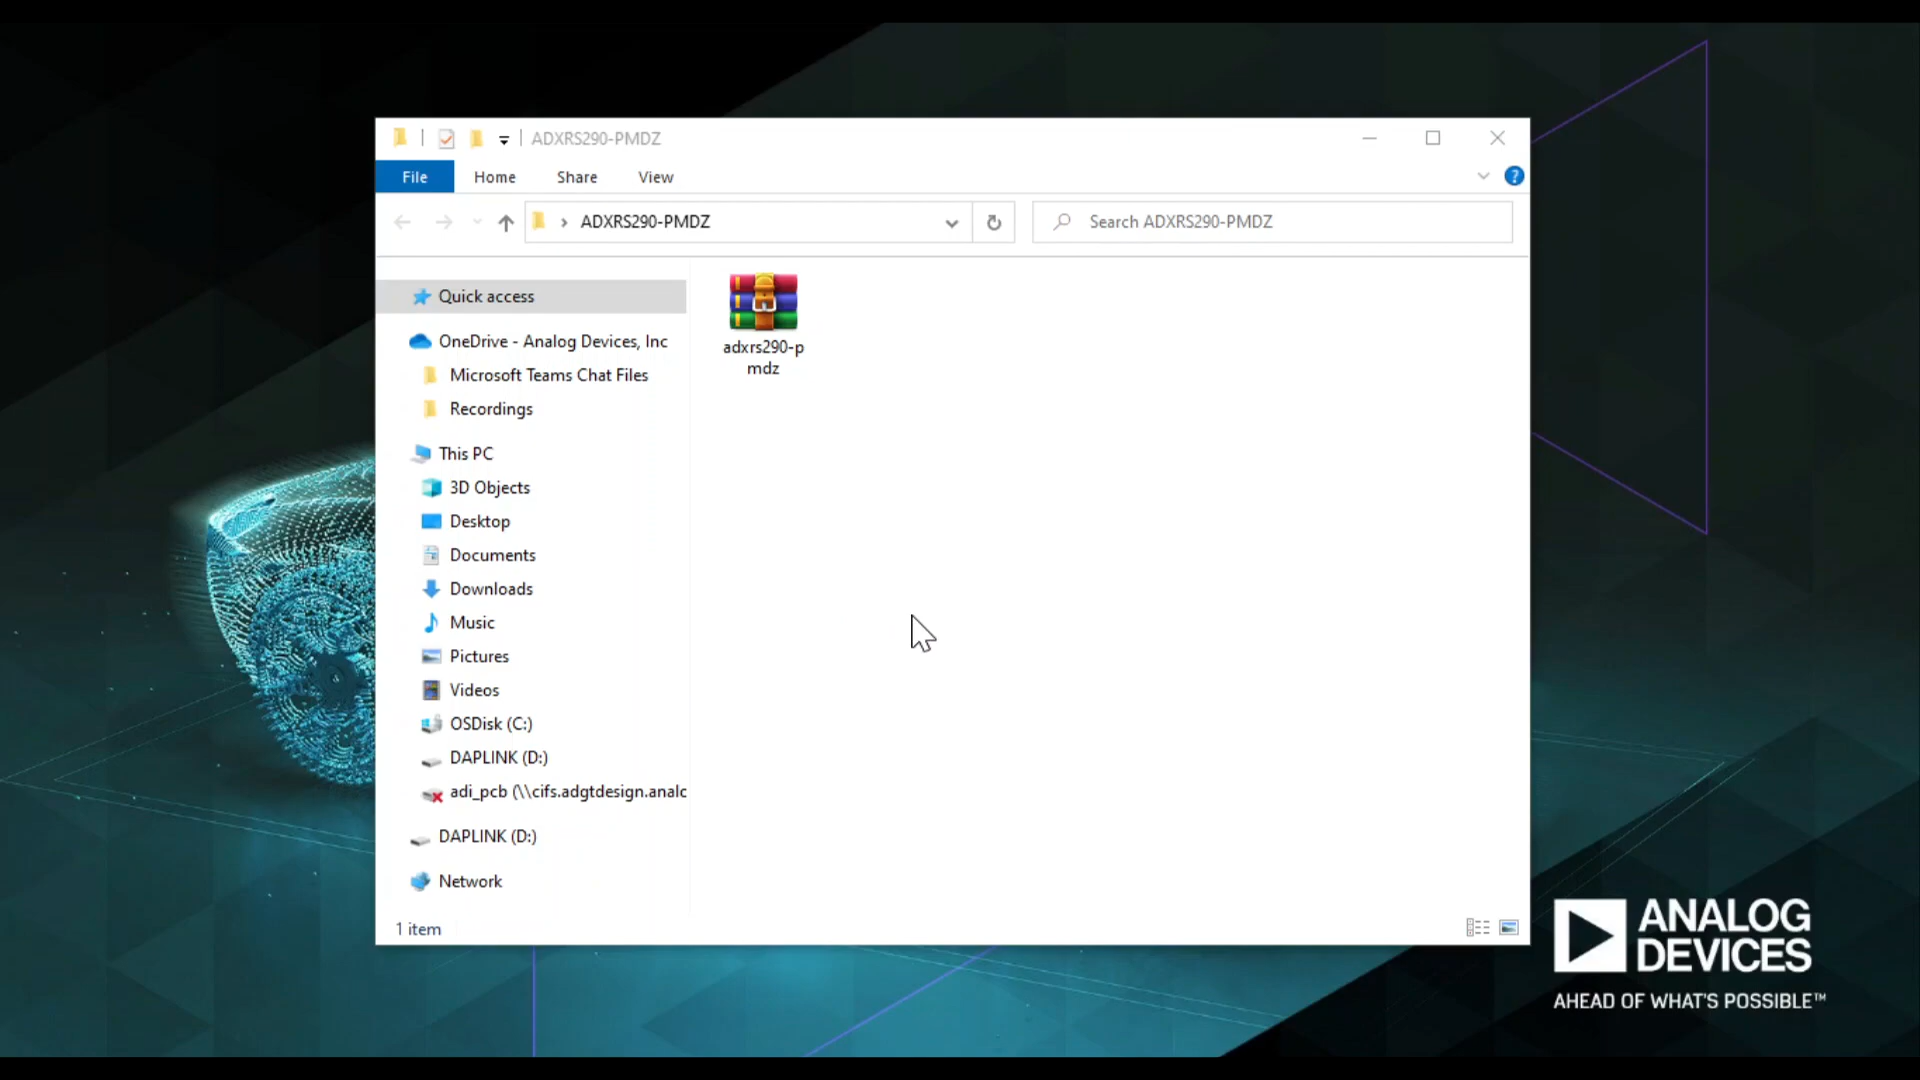 ADXRS290-PMDZ
File Home Share View
?
ADXRS290-PMDZ
Search ADXRS290-PMDZ
Quick access
OneDrive - Analog Devices, Inc
Microsoft Teams Chat Files
Recordings
This PC
3D Objects
Desktop
Documents
Downloads
Music
Pictures
Videos
OSDisk (C:)
DAPLINK (D:)
adi_pcb (\\cifs.adgtdesign.analc
DAPLINK (D:)
Network
adxrs290-p
mdz
1 item
ANALOG
DEVICES
AHEAD OF WHAT'S POSSIBLE™